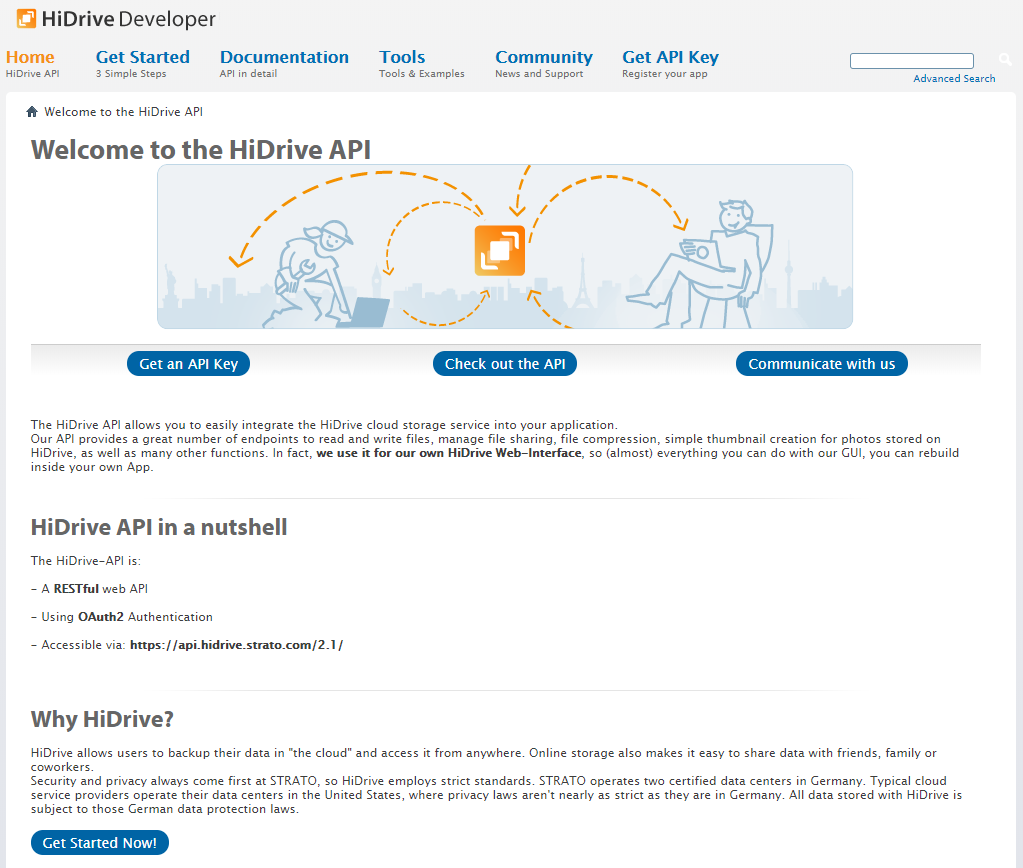 HiDrive Developer
Home Get Started Documentation Tools Community Get API Key
HiDrive API 3 Simple Steps API in detail Tools & Examples News and Support Register your app
Advanced Search
Welcome to the HiDrive API
Welcome to the HiDrive API
Get an API Key Check out the API Communicate with us
The HiDrive API allows you to easily integrate the HiDrive cloud storage service into your application.
Our API provides a great number of endpoints to read and write files, manage file sharing, file compression, simple thumbnail creation for photos stored on
HiDrive, as well as many other functions. In fact, we use it for our own HiDrive Web-Interface, so (almost) everything you can do with our GUI, you can rebuild
inside your own App.
HiDrive API in a nutshell
The HiDrive-API is:
- A RESTful web API
- Using OAuth2 Authentication
- Accessible via: https://api.hidrive.strato.com/2.1/
Why HiDrive?
HiDrive allows users to backup their data in "the cloud" and access it from anywhere. Online storage also makes it easy to share data with friends, family or
coworkers.
Security and privacy always come first at STRATO, so HiDrive employs strict standards. STRATO operates two certified data centers in Germany. Typical cloud
service providers operate their data centers in the United States, where privacy laws aren't nearly as strict as they are in Germany. All data stored with HiDrive is
subject to those German data protection laws.
Get Started Now!